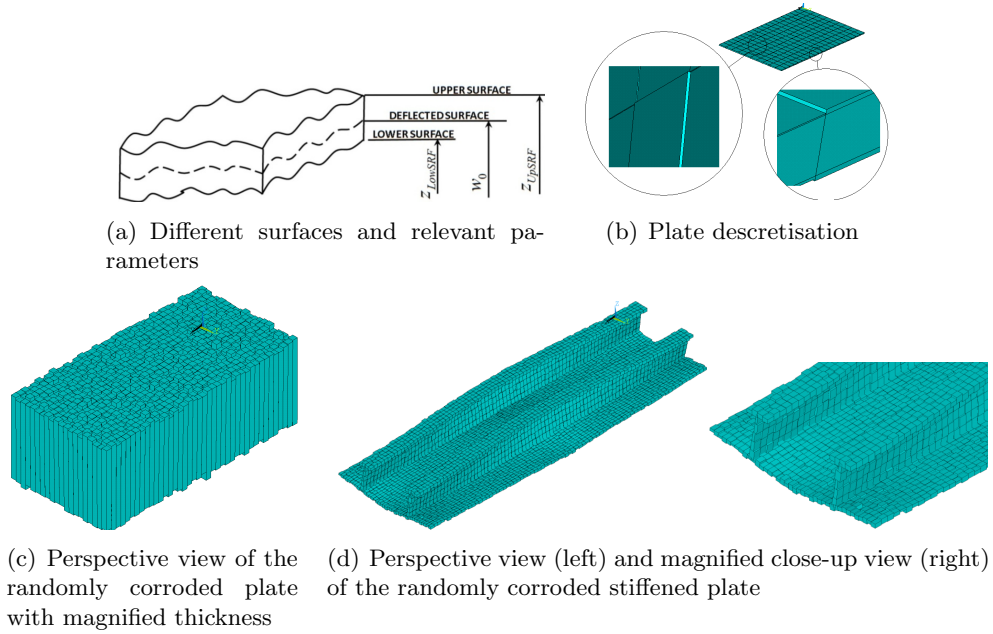 UPPER SURFACE
DEFLECTED SURFACE
LOWER SURFACE
z_LowSRF
w_0
z_UpSRF
(a) Different surfaces and relevant pa-
rameters
(b) Plate descretisation
(c) Perspective view of the
randomly corroded plate
with magnified thickness
(d) Perspective view (left) and magnified close-up view (right)
of the randomly corroded stiffened plate